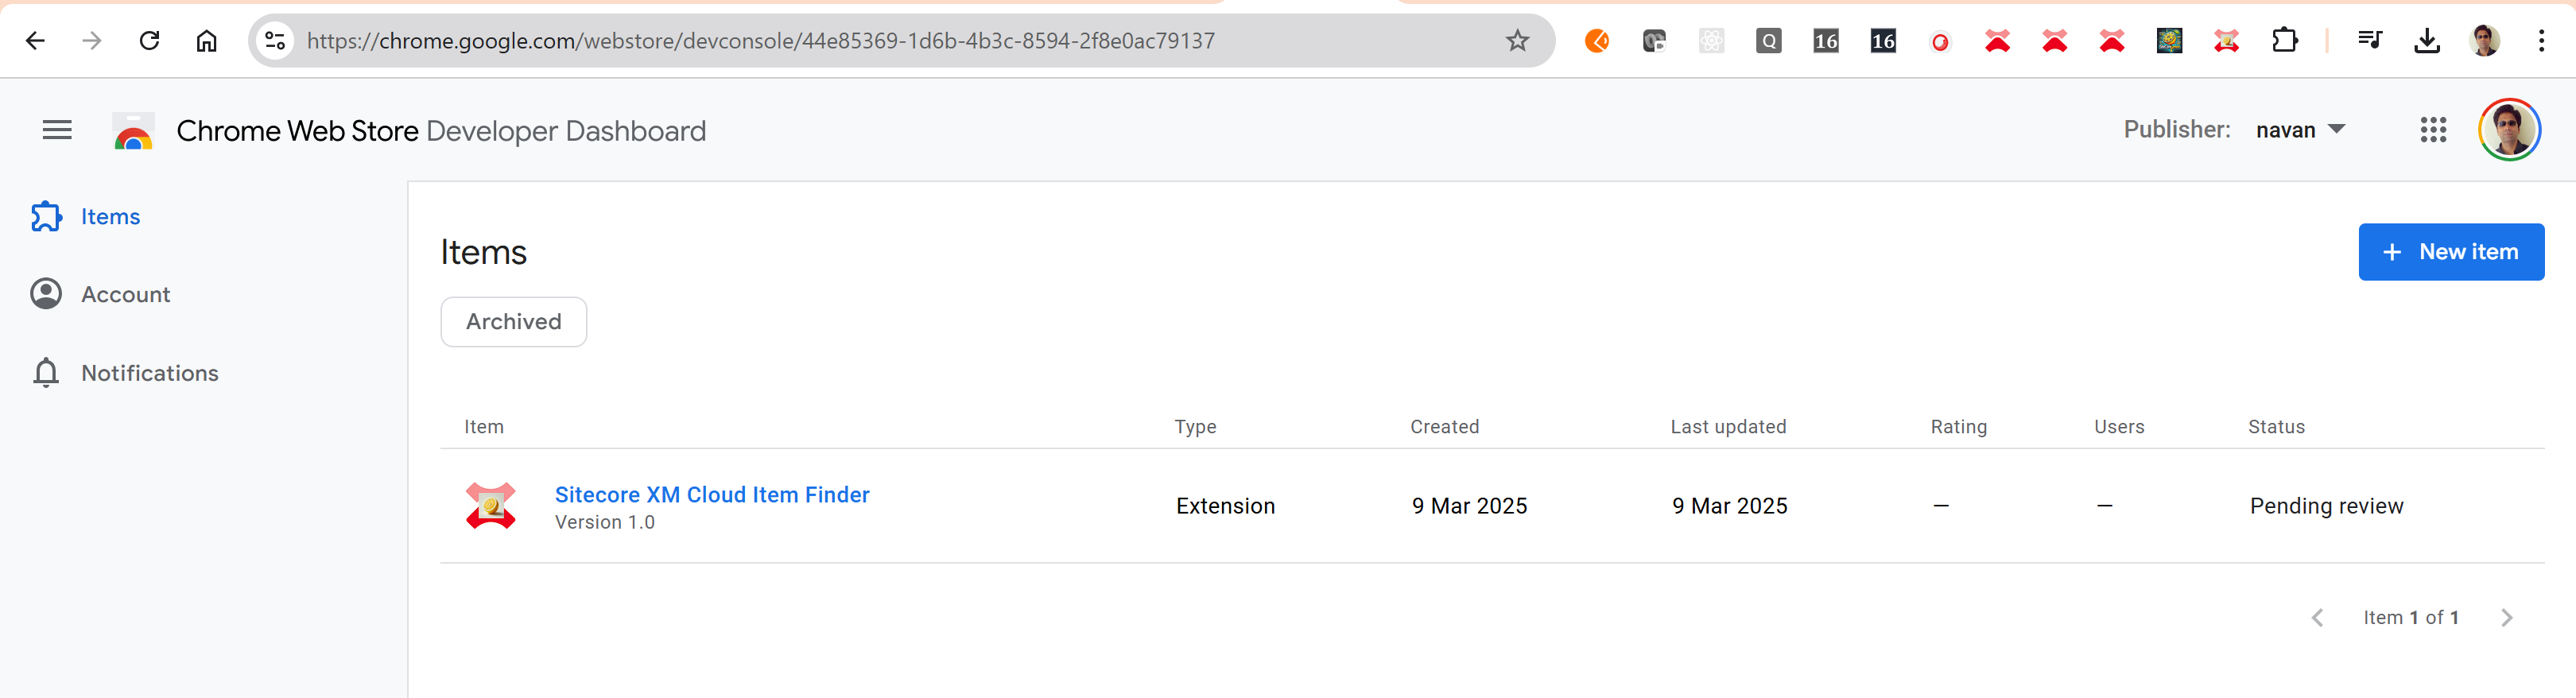 https://chrome.google.com/webstore/devconsole/44e85369-1d6b-4b3c-8594-2f8e0ac79137
Q
16
16
Chrome Web Store Developer Dashboard
Publisher: navan
Items
Account
Notifications
Items
+ New item
Archived
Item Type Created Last updated Rating Users Status
Sitecore XM Cloud Item Finder
Version 1.0
Extension 9 Mar 2025 9 Mar 2025 — — Pending review
Item 1 of 1